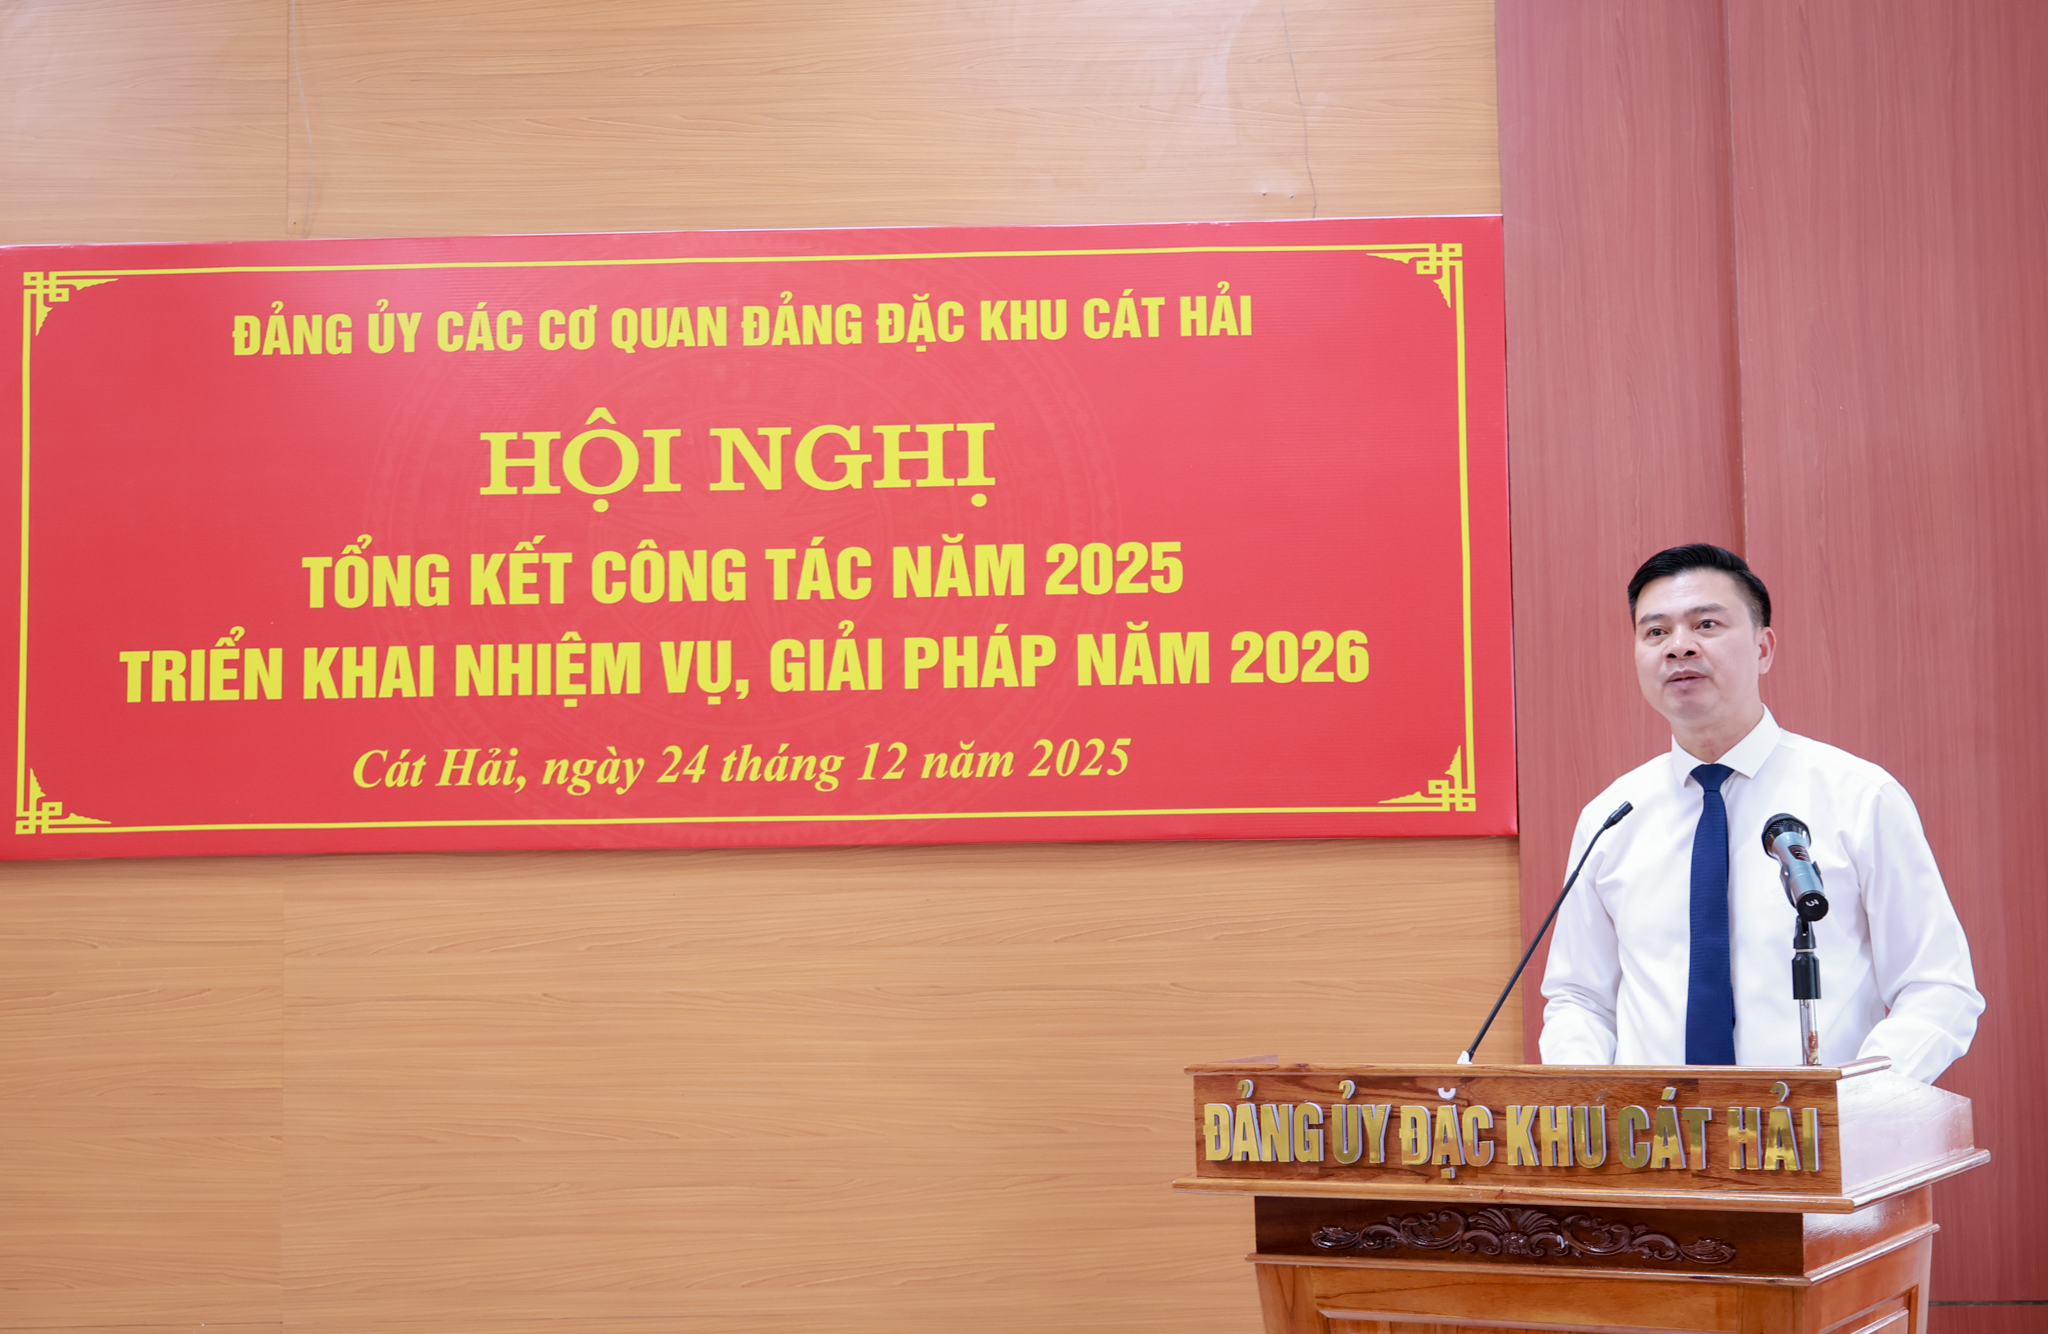 ĐẢNG ỦY CÁC CƠ QUAN ĐẢNG ĐẶC KHU CÁT HẢI
HỘI NGHỊ
TỔNG KẾT CÔNG TÁC NĂM 2025
TRIỂN KHAI NHIỆM VỤ, GIẢI PHÁP NĂM 2026
Cát Hải, ngày 24 tháng 12 năm 2025
3
ĐẢNG ỦY ĐẶC KHU CÁT HẢI